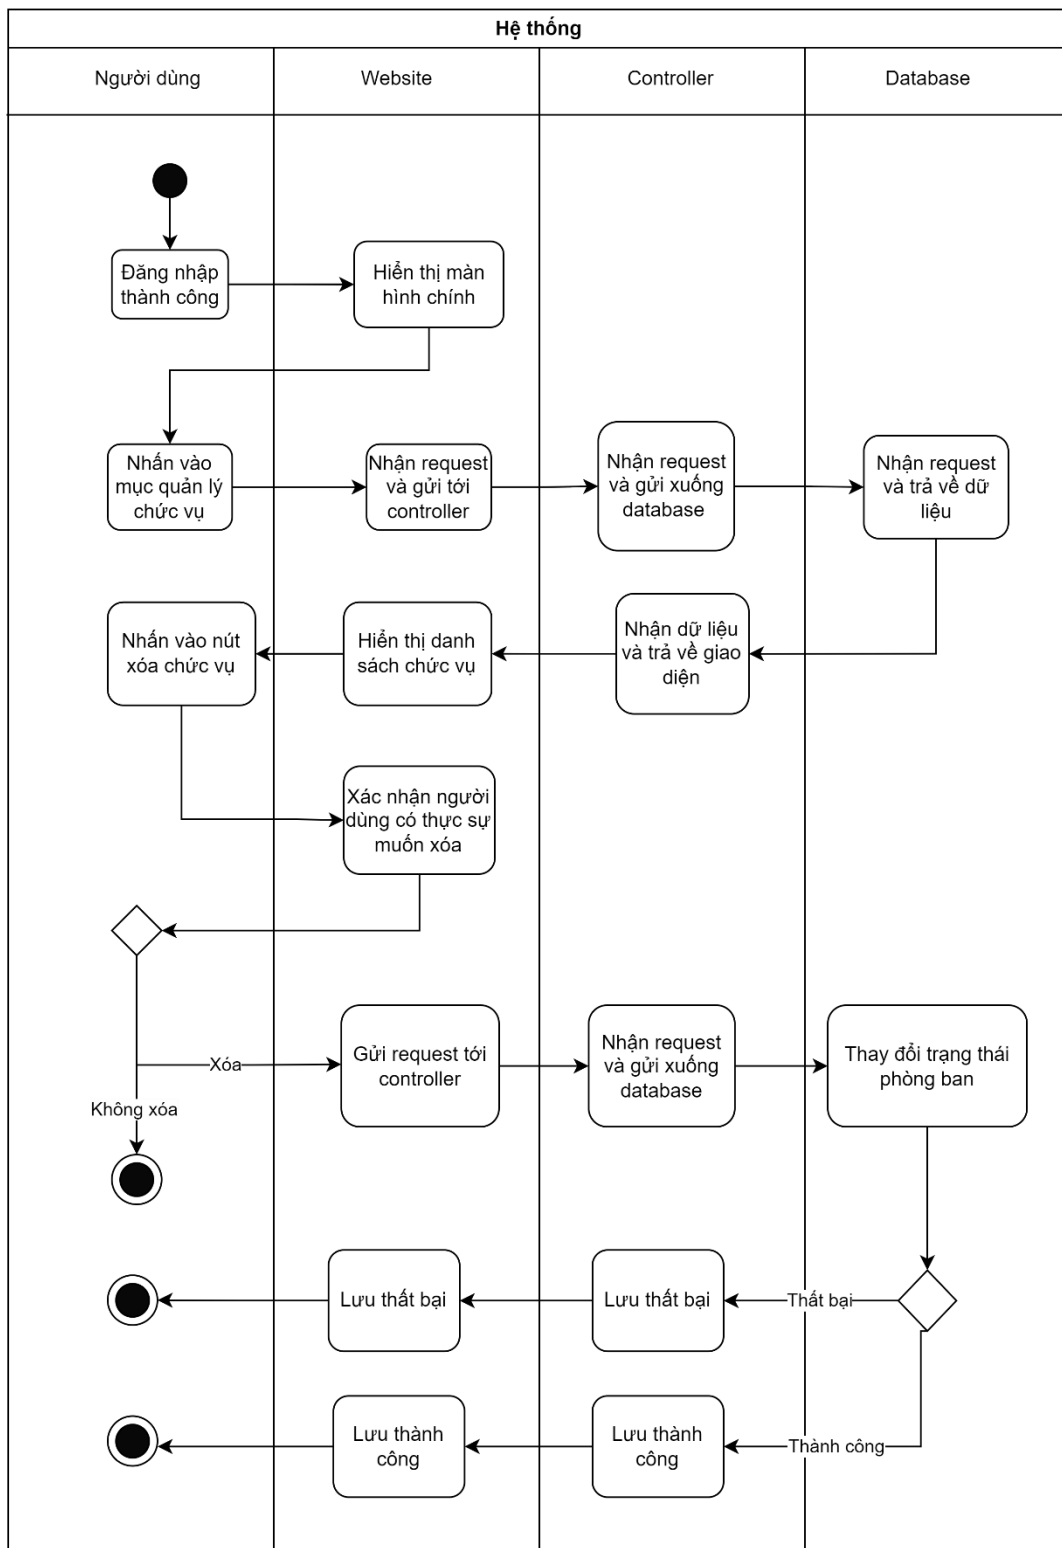 Hệ thống
Người dùng
Website
Controller
Database
Đăng nhập
thành công
Hiển thị màn
hình chính
Nhấn vào
mục quản lý
chức vụ
Nhận request
và gửi tới
controller
Nhận request
và gửi xuống
database
Nhận request
và trả về dữ
liệu
Nhấn vào nút
xóa chức vụ
Hiển thị danh
sách chức vụ
Nhận dữ liệu
và trả về giao
diện
Xác nhận người
dùng có thực sự
muốn xóa
Xóa
Gửi request tới
controller
Nhận request
và gửi xuống
database
Thay đổi trạng thái
phòng ban
Không xóa
Lưu thất bại
Lưu thất bại
Thất bại
Lưu thành
công
Lưu thành
công
Thành công